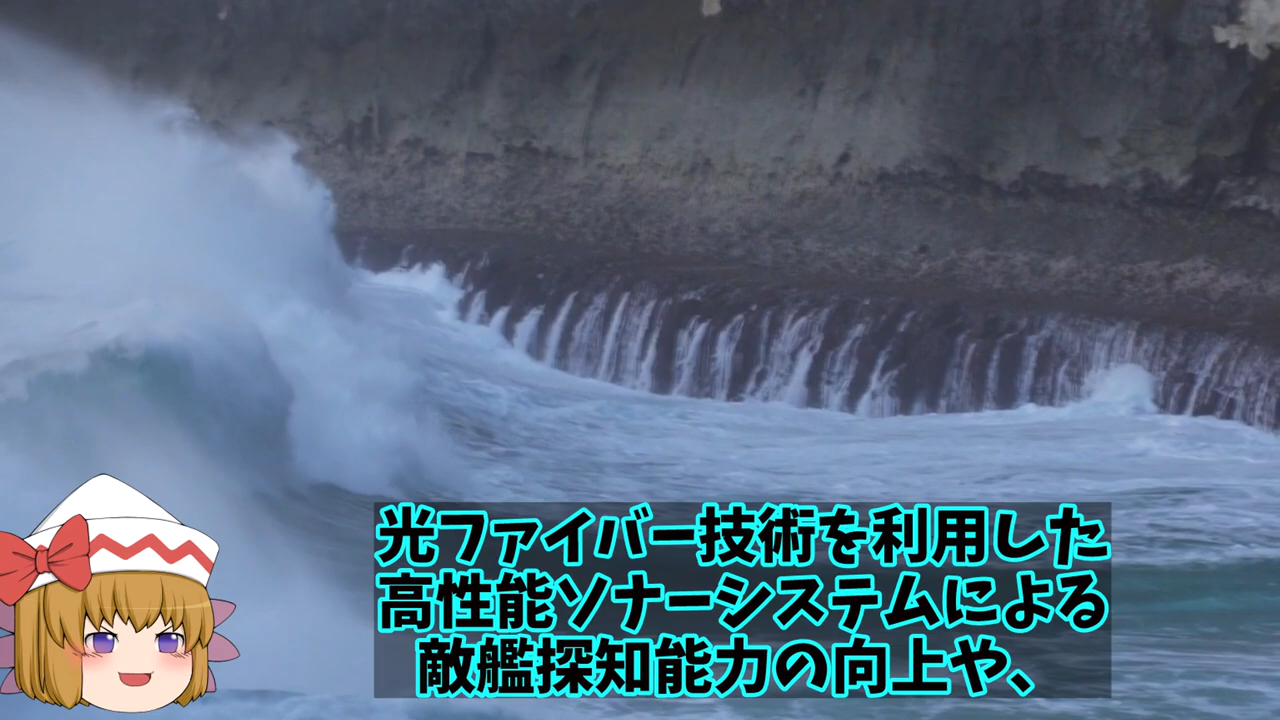 光ファイバー技術を利用した
高性能ソナーシステムによる
敵艦探知能力の向上や、